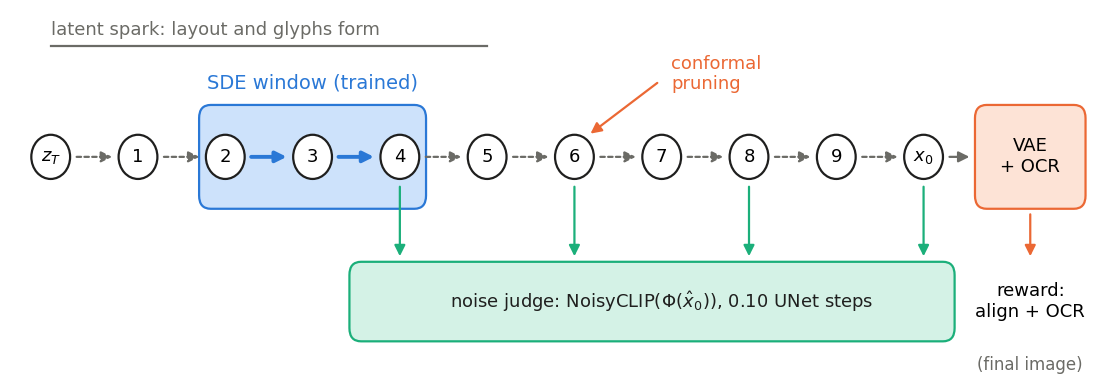 latent spark: layout and glyphs form
SDE window (trained)
conformal
pruning
z_T 1 2 3 4 5 6 7 8 9 x_0
VAE
+ OCR
noise judge: NoisyCLIP(Φ(x̂_0)), 0.10 UNet steps
reward:
align + OCR
(final image)